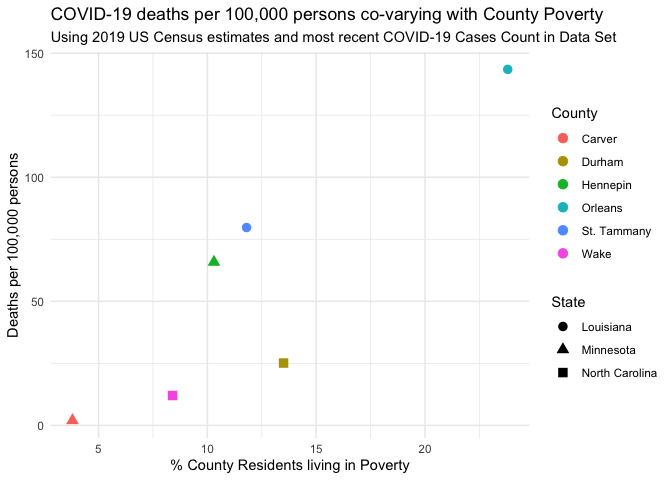 COVID-19 deaths per 100,000 persons co-varying with County Poverty
Using 2019 US Census estimates and most recent COVID-19 Cases Count in Data Set
150
100
50
0
Deaths per 100,000 persons
5
10
15
20
% County Residents living in Poverty
County
Carver
Durham
Hennepin
Orleans
St. Tammany
Wake
State
Louisiana
Minnesota
North Carolina